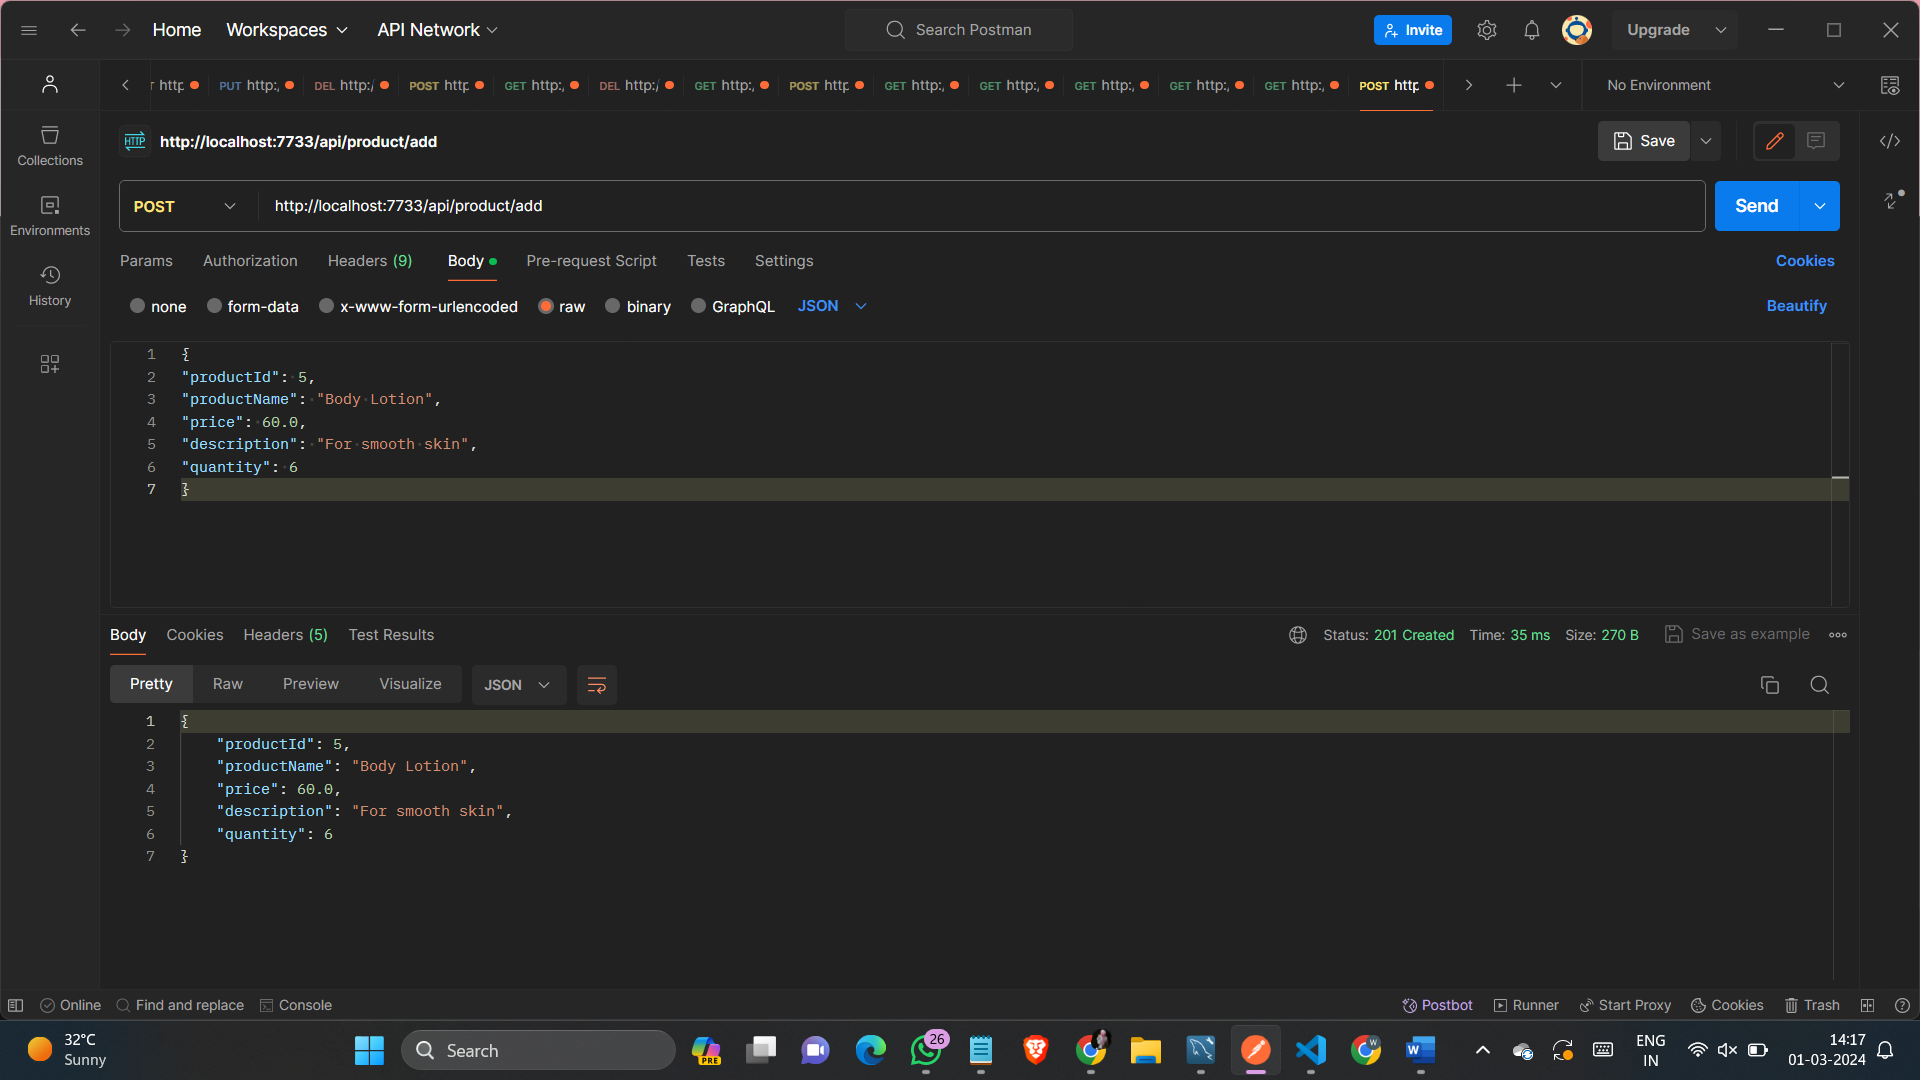 Home Workspaces API Network Search Postman Invite Upgrade
http PUT http:, DEL http:/ POST http GET http:, DEL http:/ GET http:, POST http GET http:, GET http:, GET http:, GET http:, GET http:, POST http No Environment
HTTP http://localhost:7733/api/product/add Save
Collections
Environments
History
POST http://localhost:7733/api/product/add Send
Params Authorization Headers (9) Body Pre-request Script Tests Settings Cookies
none form-data x-www-form-urlencoded raw binary GraphQL JSON Beautify
1 {
2 "productId": 5,
3 "productName": "Body Lotion",
4 "price": 60.0,
5 "description": "For smooth skin",
6 "quantity": 6
7 }
Body Cookies Headers (5) Test Results Status: 201 Created Time: 35 ms Size: 270 B Save as example
Pretty Raw Preview Visualize JSON
1 {
2 "productId": 5,
3 "productName": "Body Lotion",
4 "price": 60.0,
5 "description": "For smooth skin",
6 "quantity": 6
7 }
Online Find and replace Console Postbot Runner Start Proxy Cookies Trash
32°C
Sunny
Search
PRE
26
W
W
ENG
IN
14:17
01-03-2024